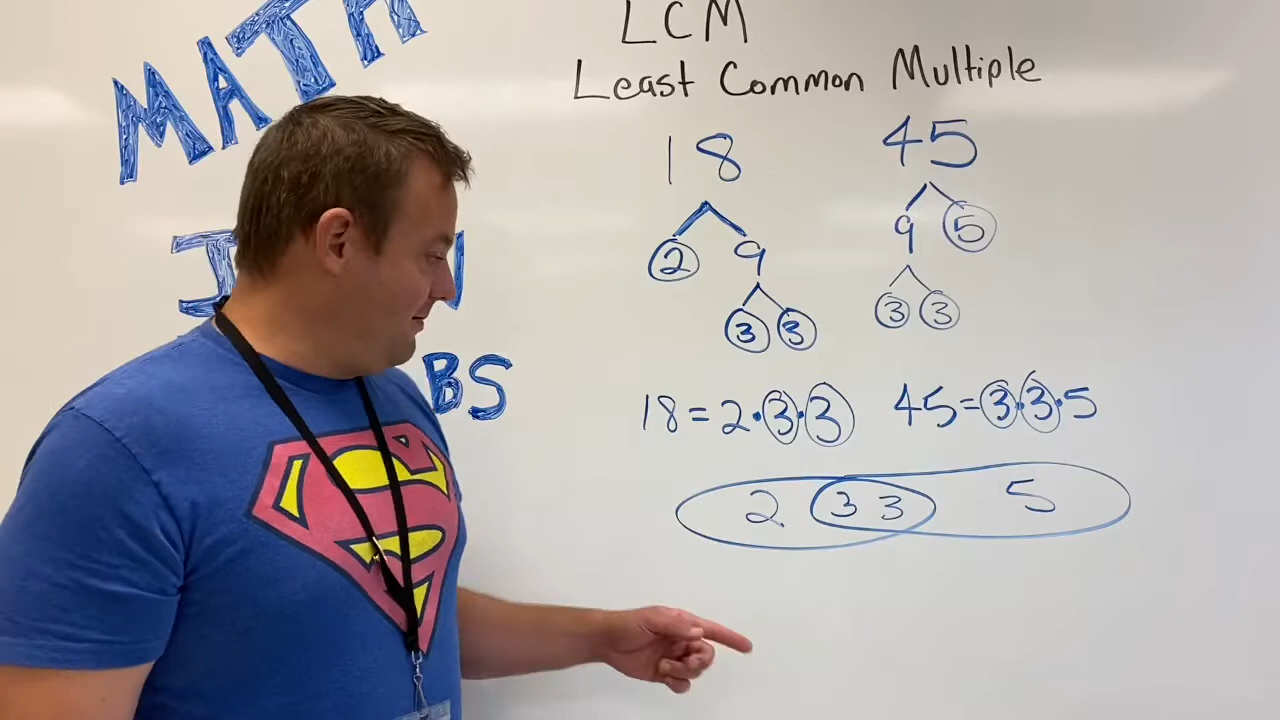 MATH
LCM
Least Common Multiple
18 45
2 9 9 5
3 3 3 3
BS
18 = 2·3·3 45 = 3·3·5
2 3 3 5